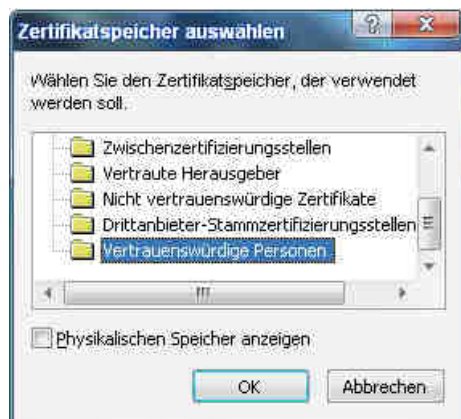 Zertifikatspeicher auswählen
Wählen Sie den Zertifikatspeicher, der verwendet
werden soll.
Zwischenzertifizierungsstellen
Vertraute Herausgeber
Nicht vertrauenswürdige Zertifikate
Drittanbieter-Stammzertifizierungsstellen
Vertrauenswürdige Personen
Physikalischen Speicher anzeigen
OK
Abbrechen